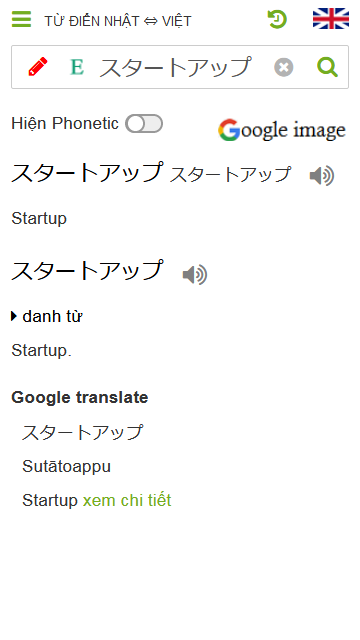 TỪ ĐIỂN NHẬT ⇔ VIỆT
E スタートアップ
Hiện Phonetic
Google image
スタートアップ スタートアップ
Startup
スタートアップ
danh từ
Startup.
Google translate
スタートアップ
Sutātoappu
Startup xem chi tiết